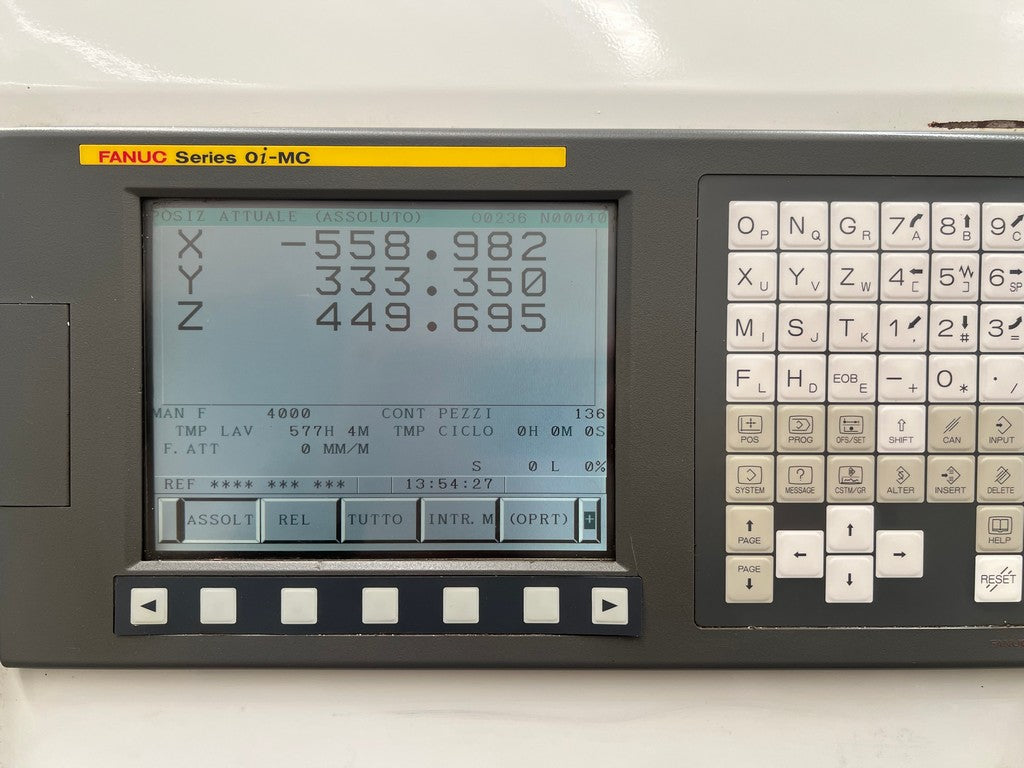 FANUC Series 0i-MC
POSIZ ATTUALE (ASSOLUTO) O0236 N00040
X -558.982
Y 333.350
Z 449.695
MAN F 4000 CONT PEZZI 136
TMP LAV 577H 4M TMP CICLO 0H 0M 0S
F. ATT 0 MM/M
S 0 L 0%
REF **** *** ***
13:54:27
ASSOLT REL TUTTO INTR. M (OPRT) +
O P N Q G R 7 A 8 B 9 C
X U Y V Z W 4 [ 5 ] 6 SP
M I S J T K 1 , 2 # 3 =
F L H D EOB E - + 0 * . /
POS PROG OFS/SET SHIFT CAN INPUT
SYSTEM MESSAGE CSTM/GR ALTER INSERT DELETE
PAGE HELP
PAGE RESET